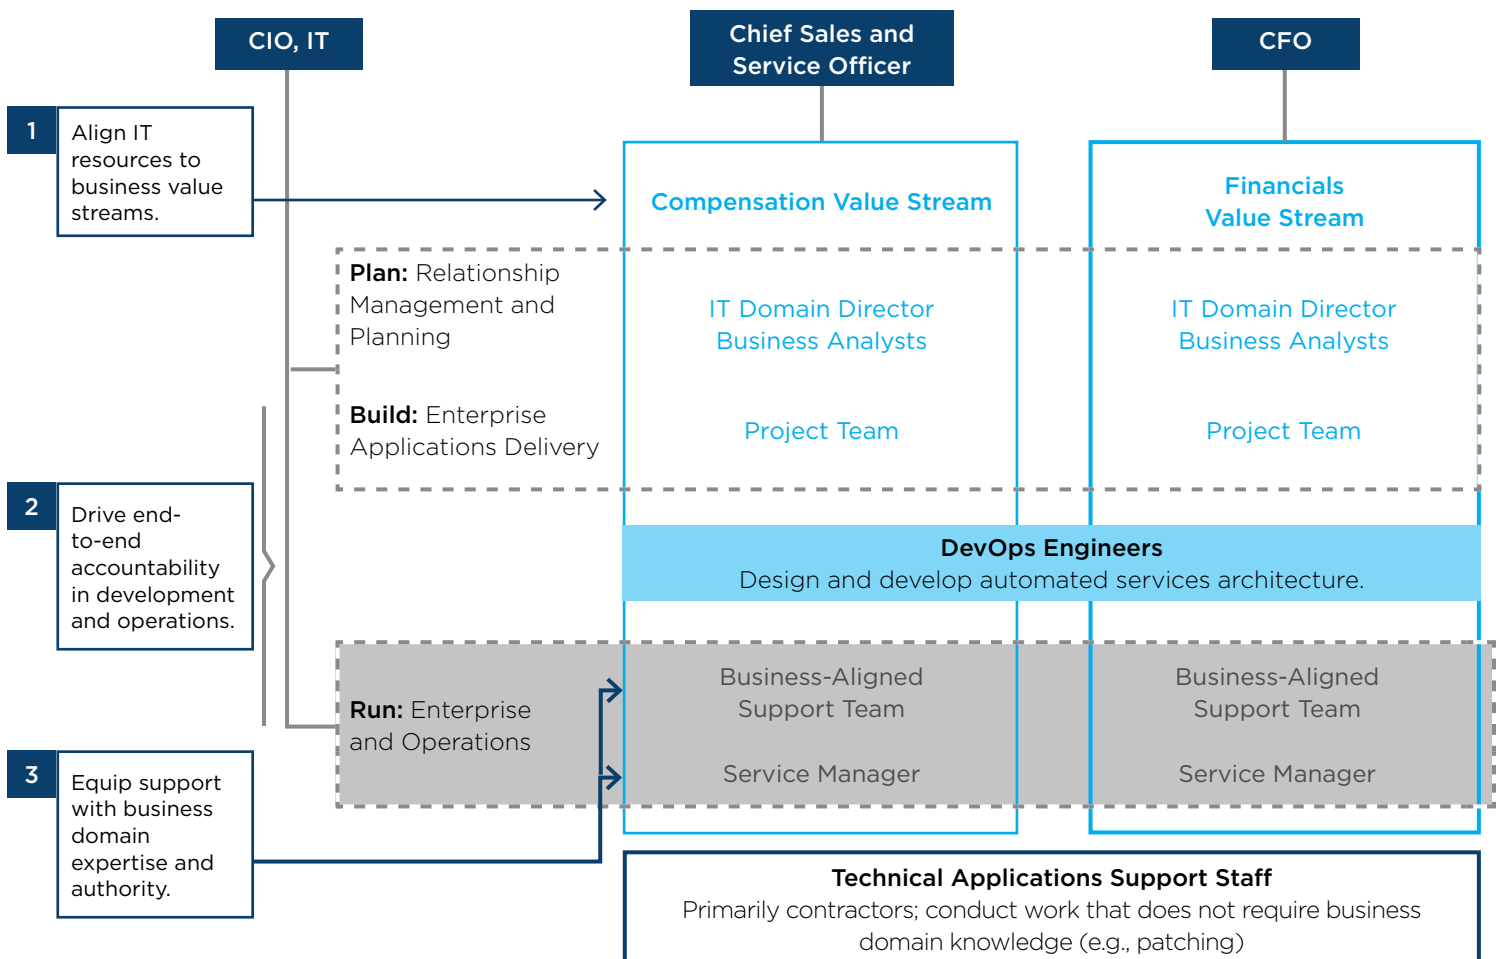 CIO, IT
Chief Sales and
Service Officer
CFO
1
Align IT
resources to
business value
streams.
Compensation Value Stream
Financials
Value Stream
Plan: Relationship
Management and
Planning
IT Domain Director
Business Analysts
IT Domain Director
Business Analysts
Build: Enterprise
Applications Delivery
Project Team
Project Team
2
Drive end-
to-end
accountability
in development
and operations.
DevOps Engineers
Design and develop automated services architecture.
Run: Enterprise
and Operations
Business-Aligned
Support Team
Business-Aligned
Support Team
Service Manager
Service Manager
3
Equip support
with business
domain
expertise and
authority.
Technical Applications Support Staff
Primarily contractors; conduct work that does not require business
domain knowledge (e.g., patching)